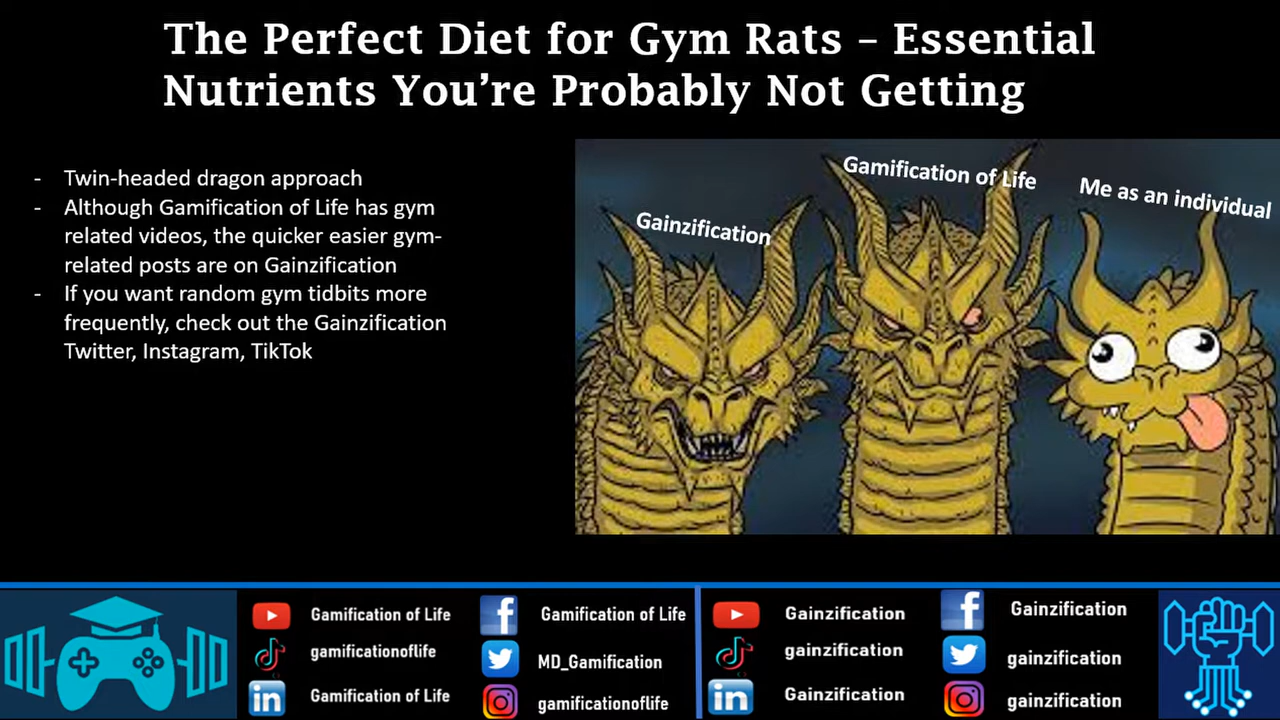 The Perfect Diet for Gym Rats – Essential
Nutrients You’re Probably Not Getting
- Twin-headed dragon approach
- Although Gamification of Life has gym
related videos, the quicker easier gym-
related posts are on Gainzification
- If you want random gym tidbits more
frequently, check out the Gainzification
Twitter, Instagram, TikTok
Gainzification
Gamification of Life
Me as an individual
Gamification of Life
gamificationoflife
in
Gamification of Life
f
Gamification of Life
MD_Gamification
gamificationoflife
Gainzification
gainzification
in
Gainzification
f
Gainzification
gainzification
gainzification